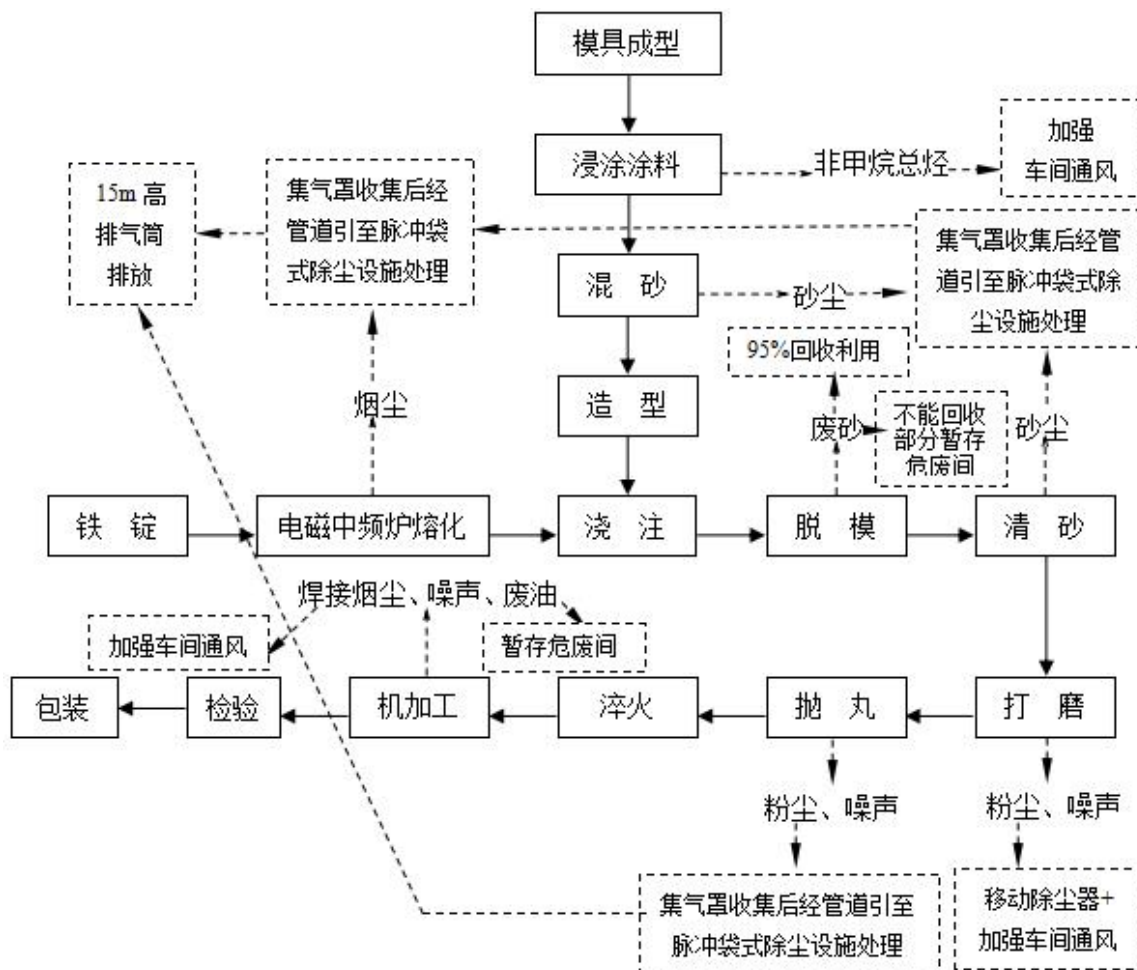 模具成型
浸涂涂料
非甲烷总烃
加强
车间通风
15m 高
排气筒
排放
集气罩收集后经
管道引至脉冲袋
式除尘设施处理
集气罩收集后经管
道引至脉冲袋式除
尘设施处理
混 砂
砂尘
95%回收利用
烟尘
造 型
废砂
不能回收
部分暂存
危废间
砂尘
铁 锭
电磁中频炉熔化
浇 注
脱 模
清 砂
焊接烟尘、噪声、废油
加强车间通风
暂存危废间
包装
检验
机加工
淬火
抛 丸
打 磨
粉尘、噪声
粉尘、噪声
集气罩收集后经管道引至
脉冲袋式除尘设施处理
移动除尘器+
加强车间通风